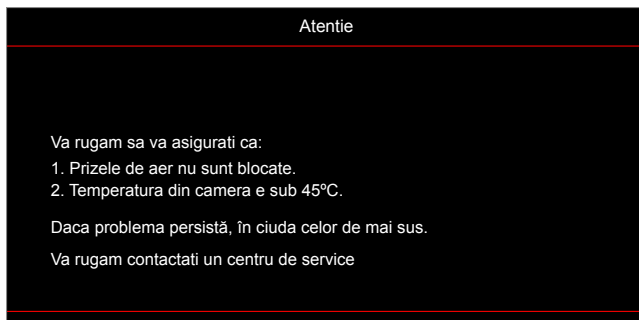 Atentie
Va rugam sa va asigurati ca:
1. Prizele de aer nu sunt blocate.
2. Temperatura din camera e sub 45ºC.
Daca problema persistă, în ciuda celor de mai sus.
Va rugam contactati un centru de service